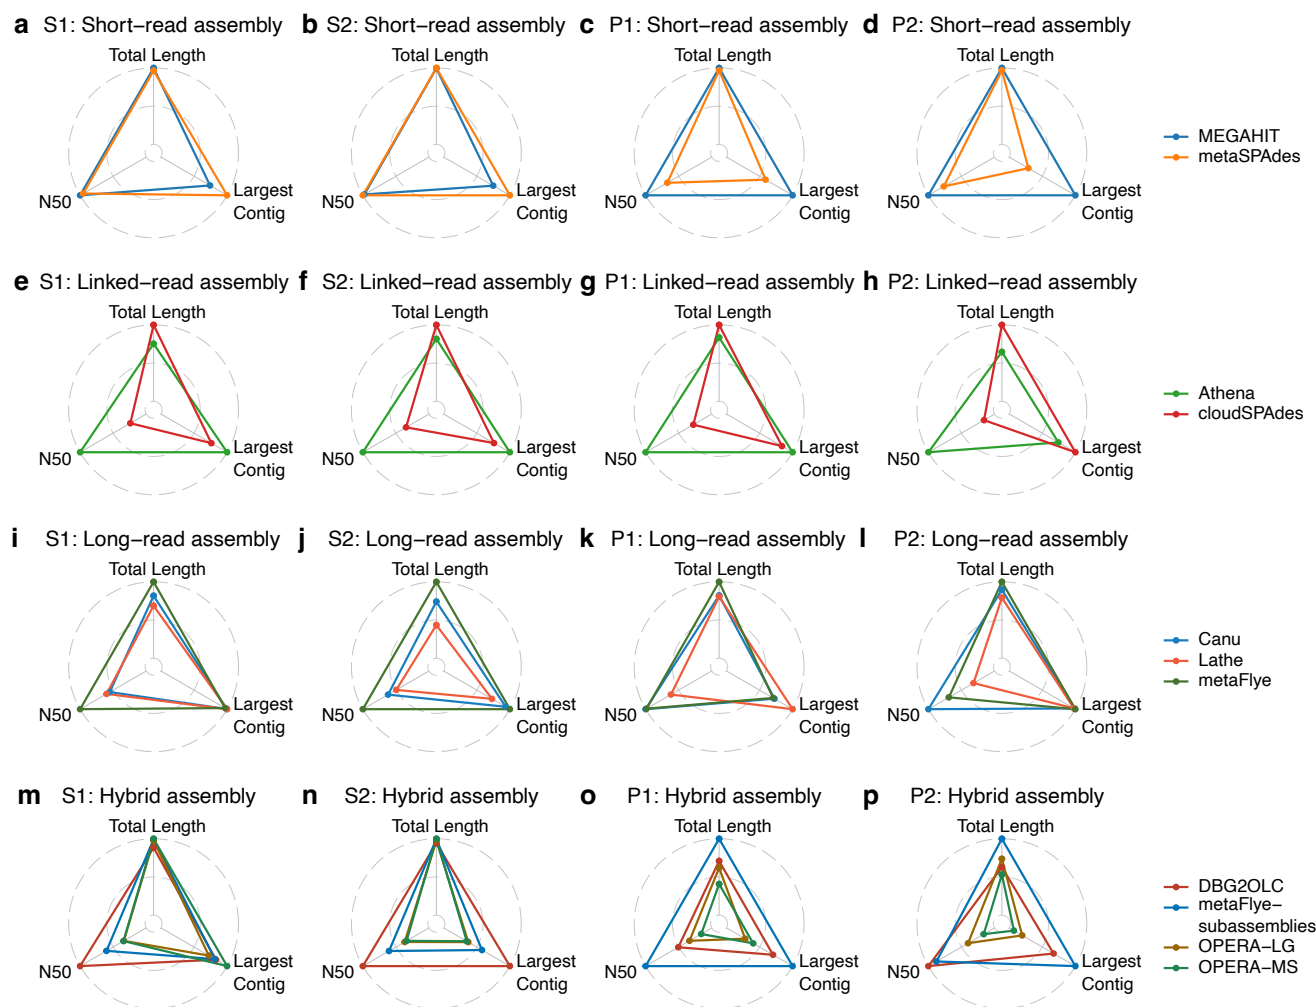 a S1: Short-read assembly
Total Length
N50
Largest
Contig
b S2: Short-read assembly
Total Length
N50
Largest
Contig
c P1: Short-read assembly
Total Length
N50
Largest
Contig
d P2: Short-read assembly
Total Length
N50
Largest
Contig
MEGAHIT
metaSPAdes
e S1: Linked-read assembly
Total Length
N50
Largest
Contig
f S2: Linked-read assembly
Total Length
N50
Largest
Contig
g P1: Linked-read assembly
Total Length
N50
Largest
Contig
h P2: Linked-read assembly
Total Length
N50
Largest
Contig
Athena
cloudSPAdes
i S1: Long-read assembly
Total Length
N50
Largest
Contig
j S2: Long-read assembly
Total Length
N50
Largest
Contig
k P1: Long-read assembly
Total Length
N50
Largest
Contig
l P2: Long-read assembly
Total Length
N50
Largest
Contig
Canu
Lathe
metaFlye
m S1: Hybrid assembly
Total Length
N50
Largest
Contig
n S2: Hybrid assembly
Total Length
N50
Largest
Contig
o P1: Hybrid assembly
Total Length
N50
Largest
Contig
p P2: Hybrid assembly
Total Length
N50
Largest
Contig
DBG2OLC
metaFlye-
subassemblies
OPERA-LG
OPERA-MS